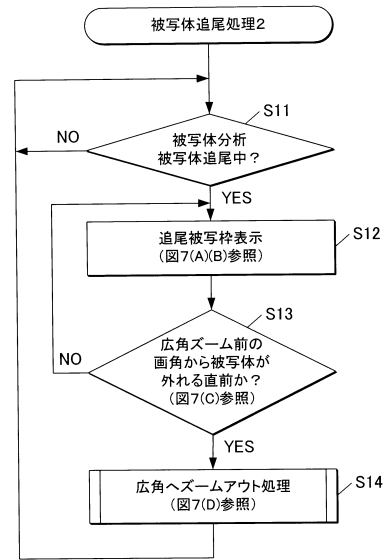 被写体追尾処理2
S11
被写体分析
被写体追尾中?
NO
YES
追尾被写枠表示
(図7(A)(B)参照)
S12
S13
広角ズーム前の
画角から被写体が
外れる直前か?
(図7(C)参照)
NO
YES
広角へズームアウト処理
(図7(D)参照)
S14